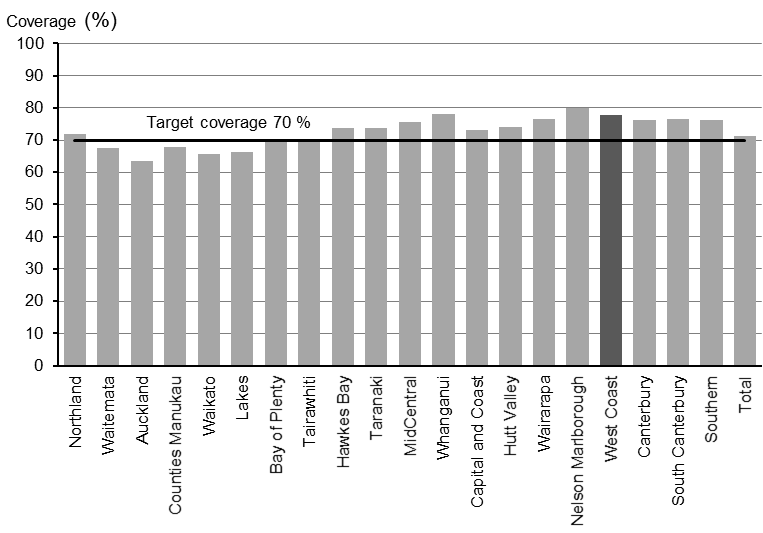 Coverage (%)
100
90
80
70
60
50
40
30
20
10
0
Target coverage 70 %
Northland
Waitemata
Auckland
Counties Manukau
Waikato
Lakes
Bay of Plenty
Tairawhiti
Hawkes Bay
Taranaki
MidCentral
Whanganui
Capital and Coast
Hutt Valley
Wairarapa
Nelson Marlborough
West Coast
Canterbury
South Canterbury
Southern
Total